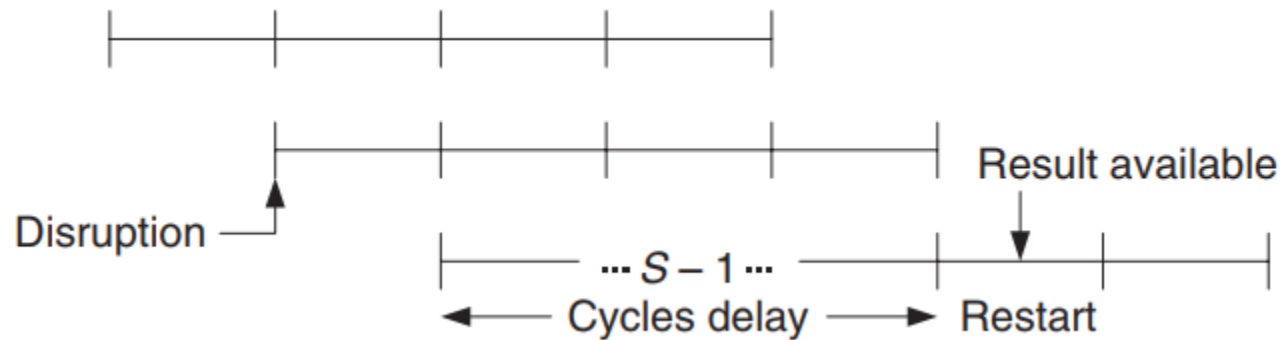 Result available
Disruption
... S – 1 ...
Cycles delay
Restart